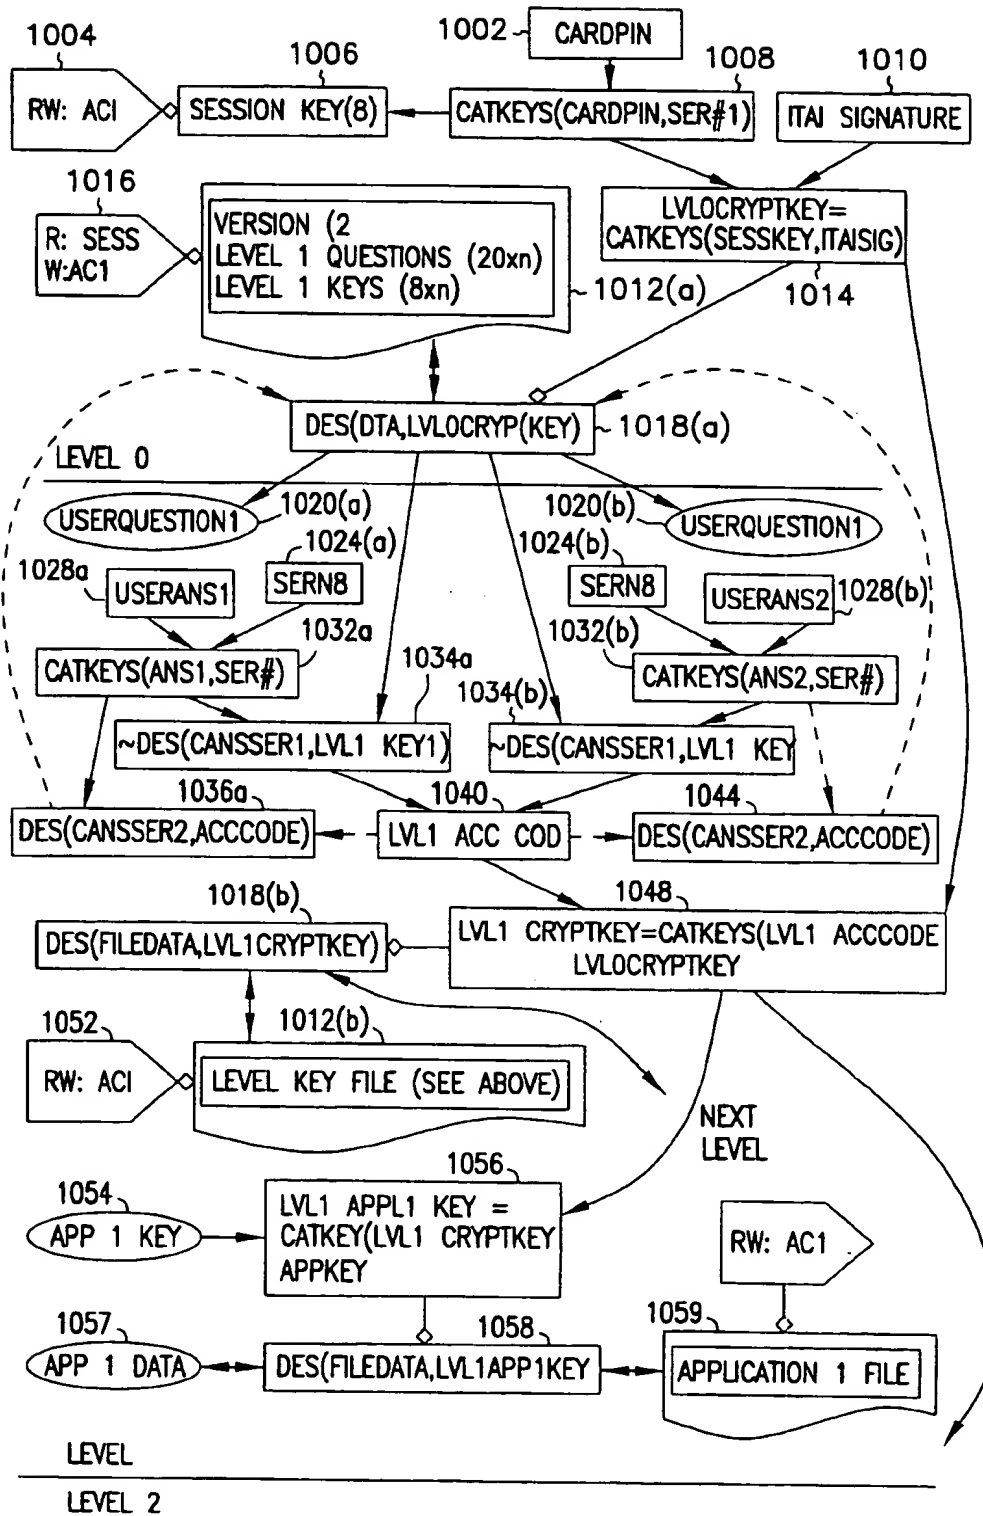 1002
CARDPIN
1004
RW: ACI
1006
SESSION KEY(8)
1008
CATKEYS(CARDPIN,SER#1)
1010
ITAI SIGNATURE
1016
R: SESS
W:AC1
VERSION (2
LEVEL 1 QUESTIONS (20xn)
LEVEL 1 KEYS (8xn)
1012(a)
LVLOCRYPTKEY=
CATKEYS(SESSKEY,ITAISIG)
1014
DES(DTA,LVLOCRYP(KEY)
1018(a)
LEVEL 0
USERQUESTION1
1020(a)
1020(b)
USERQUESTION1
1024(a)
1024(b)
1028a
USERANS1
SERN8
SERN8
USERANS2
1028(b)
1032a
1032(b)
CATKEYS(ANS1,SER#)
CATKEYS(ANS2,SER#)
1034a
1034(b)
~DES(CANSSER1,LVL1 KEY1)
~DES(CANSSER1,LVL1 KEY
1036a
1040
1044
DES(CANSSER2,ACCCODE)
LVL1 ACC COD
DES(CANSSER2,ACCCODE)
1018(b)
1048
DES(FILEDATA,LVL1CRYPTKEY)
LVL1 CRYPTKEY=CATKEYS(LVL1 ACCCODE
LVLOCRYPTKEY
1052
RW: ACI
1012(b)
LEVEL KEY FILE (SEE ABOVE)
NEXT
LEVEL
1054
APP 1 KEY
1056
LVL1 APPL1 KEY =
CATKEY(LVL1 CRYPTKEY
APPKEY
RW: AC1
1057
APP 1 DATA
1058
DES(FILEDATA,LVL1APP1KEY
1059
APPLICATION 1 FILE
LEVEL
LEVEL 2